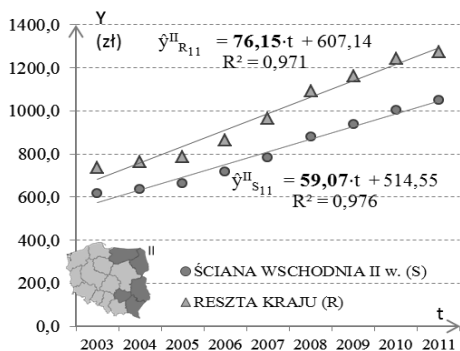 Y
(zł)
ŷᴵᴵR₁₁ = 76,15·t + 607,14
R² = 0,971
1400,0
1200,0
1000,0
800,0
600,0
400,0
200,0
0,0
ŷᴵᴵS₁₁ = 59,07·t + 514,55
R² = 0,976
II
ŚCIANA WSCHODNIA II w. (S)
RESZTA KRAJU (R)
t
2003 2004 2005 2006 2007 2008 2009 2010 2011